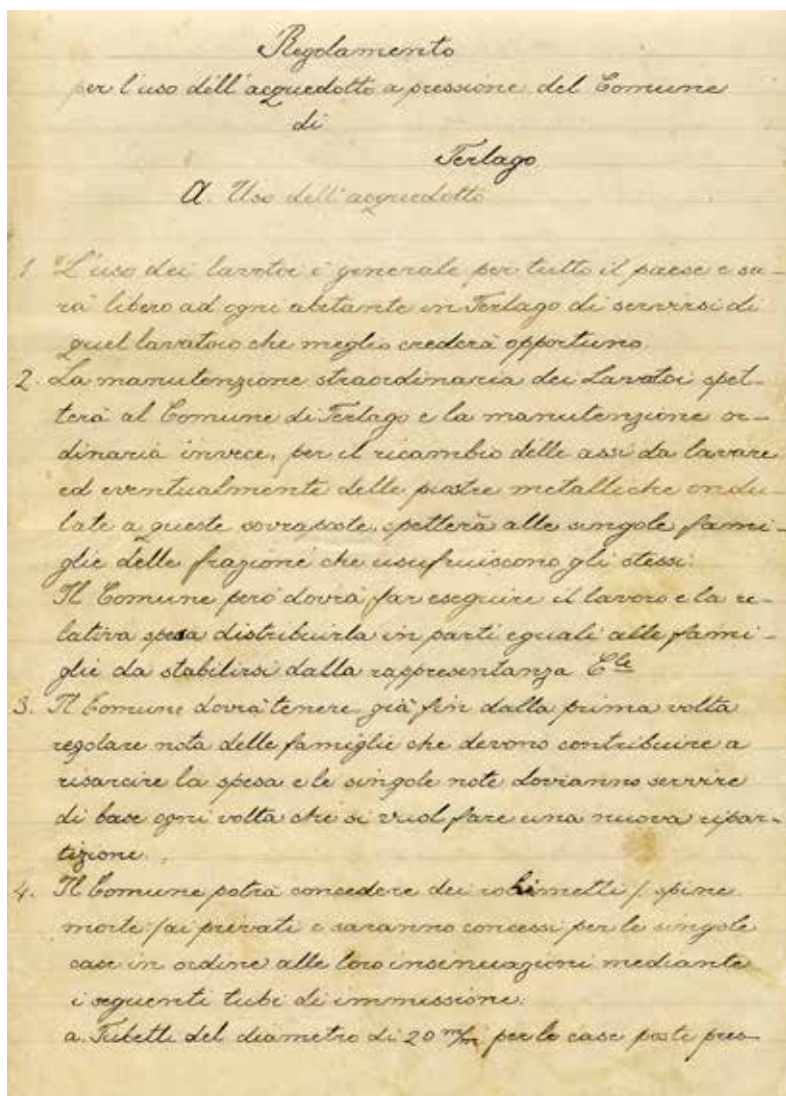 Regolamento
per l'uso dell'acquedotto a pressione del Comune
di
Terlago
A. Uso dell'acquedotto
1. L'uso dei lavatoi è generale per tutto il paese e sa-
rà libero ad ogni abitante in Terlago di servirsi di
quel lavatoio che meglio crederà opportuno.
2. La manutenzione straordinaria dei Lavatoi spet-
terà al Comune di Terlago e la manutenzione or-
dinaria invece, per il ricambio delle assi da lavare
ed eventualmente delle piastre metalliche ondu-
late a queste sovraposte, spetterà alle singole fami-
glie delle frazione che usufruiscono gli stessi.
Il Comune però dovrà far eseguire il lavoro e la re-
lativa spesa distribuirla in parti eguali alle fami-
glie da stabilirsi dalla rappresentanza Cle
3. Il Comune dovrà tenere già fin dalla prima volta
regolare nota delle famiglie che devono contribuire a
risarcire la spesa e le singole note dovranno servire
di base ogni volta che si vuol fare una nuova ripar-
tizione.
4. Il Comune potrà concedere dei robinetti /: spine
morte :/ ai privati e saranno concessi per le singole
case in ordine alle loro insinuazioni mediante
i seguenti tubi di immissione:
a. Tubetti del diametro di 20 m/m per le case poste pres-